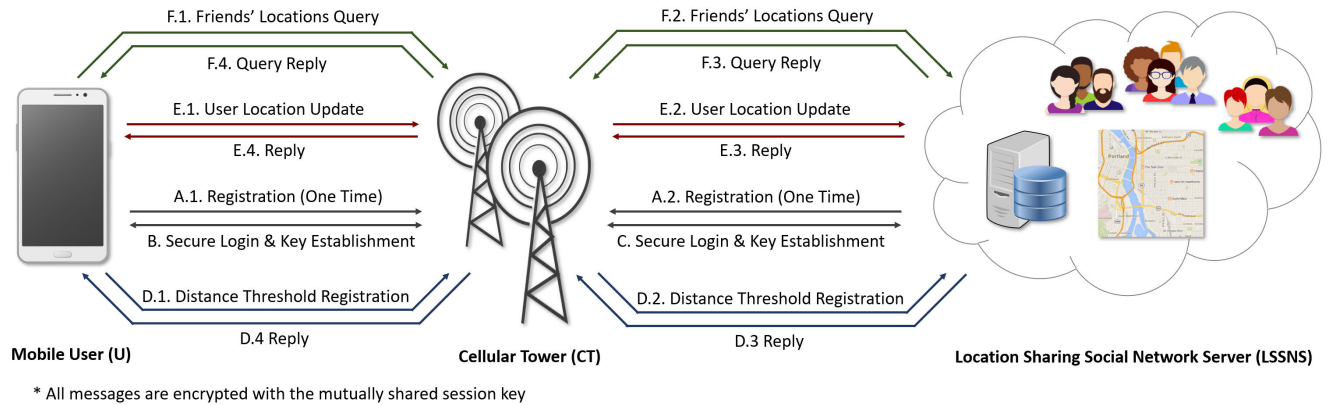 F.1. Friends' Locations Query
F.2. Friends' Locations Query
F.4. Query Reply
F.3. Query Reply
E.1. User Location Update
E.2. User Location Update
E.4. Reply
E.3. Reply
Portland
A.1. Registration (One Time)
A.2. Registration (One Time)
B. Secure Login & Key Establishment
C. Secure Login & Key Establishment
D.1. Distance Threshold Registration
D.2. Distance Threshold Registration
D.4 Reply
D.3 Reply
Mobile User (U)
Cellular Tower (CT)
Location Sharing Social Network Server (LSSNS)
* All messages are encrypted with the mutually shared session key